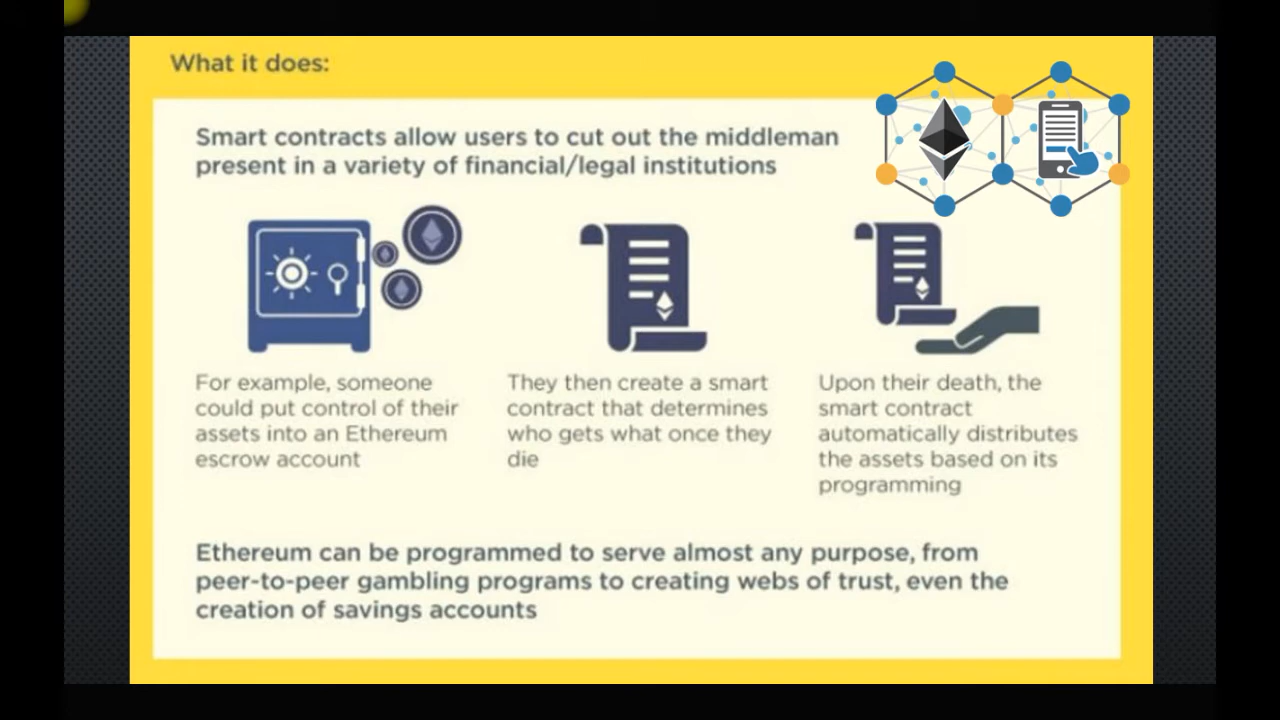 What it does:
Smart contracts allow users to cut out the middleman
present in a variety of financial/legal institutions
For example, someone
could put control of their
assets into an Ethereum
escrow account
They then create a smart
contract that determines
who gets what once they
die
Upon their death, the
smart contract
automatically distributes
the assets based on its
programming
Ethereum can be programmed to serve almost any purpose, from
peer-to-peer gambling programs to creating webs of trust, even the
creation of savings accounts